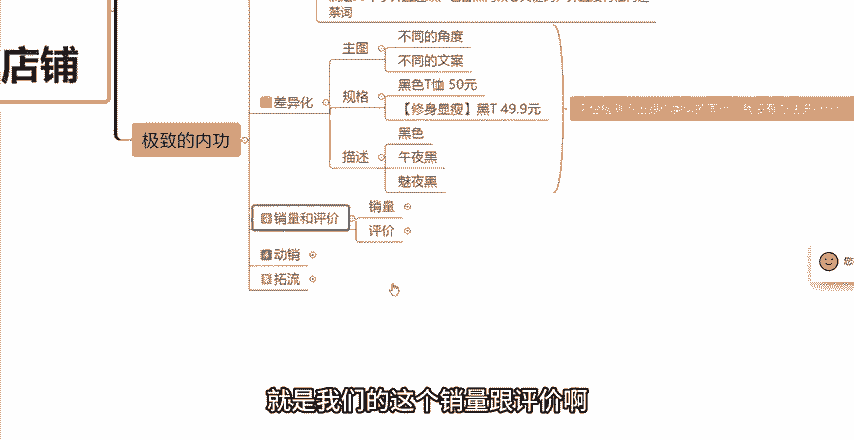 禁词
店铺
极致的内功
差异化
主图
不同的角度
不同的文案
规格
黑色T恤 50元
【修身显瘦】黑T 49.9元
描述
黑色
午夜黑
魅夜黑
销量和评价
销量
评价
动销
拓流
您
就是我们的这个销量跟评价啊